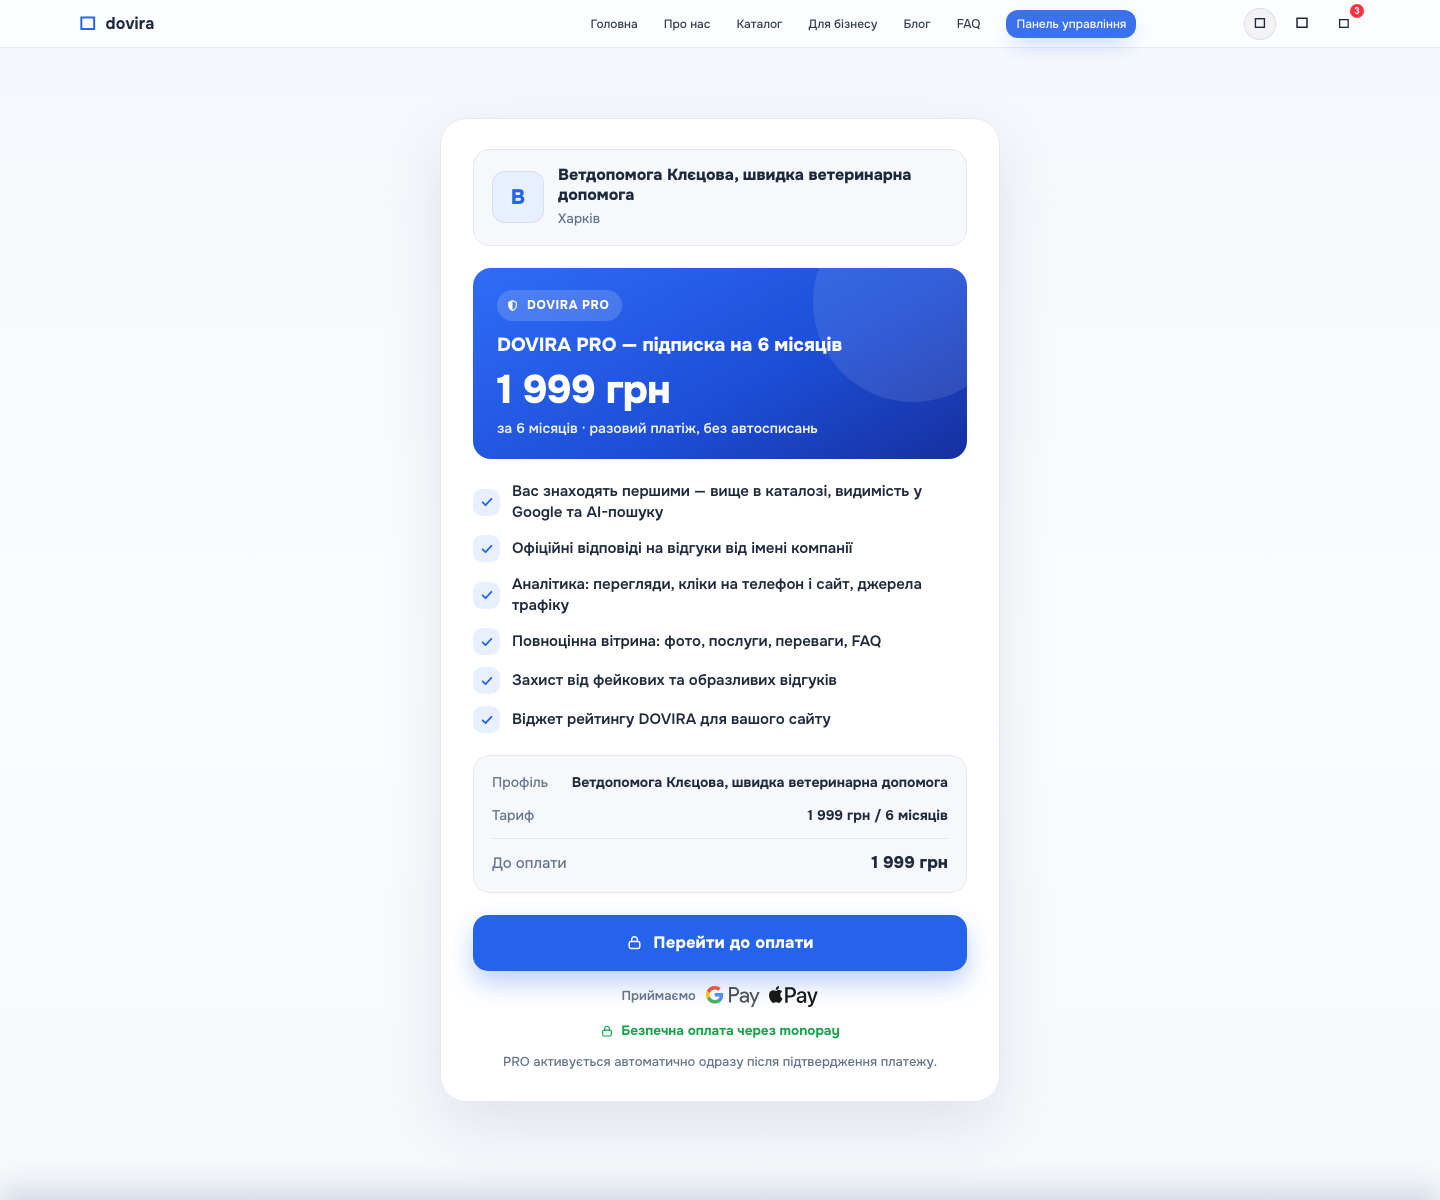 dovira
Головна Про нас Каталог Для бізнесу Блог FAQ Панель управління
3
В
Ветдопомога Клєцова, швидка ветеринарна
допомога
Харків
DOVIRA PRO
DOVIRA PRO — підписка на 6 місяців
1 999 грн
за 6 місяців · разовий платіж, без автосписань
Вас знаходять першими — вище в каталозі, видимість у
Google та AI-пошуку
Офіційні відповіді на відгуки від імені компанії
Аналітика: перегляди, кліки на телефон і сайт, джерела
трафіку
Повноцінна вітрина: фото, послуги, переваги, FAQ
Захист від фейкових та образливих відгуків
Віджет рейтингу DOVIRA для вашого сайту
Профіль Ветдопомога Клєцова, швидка ветеринарна допомога
Тариф 1 999 грн / 6 місяців
До оплати 1 999 грн
Перейти до оплати
Приймаємо G Pay Pay
Безпечна оплата через monopay
PRO активується автоматично одразу після підтвердження платежу.